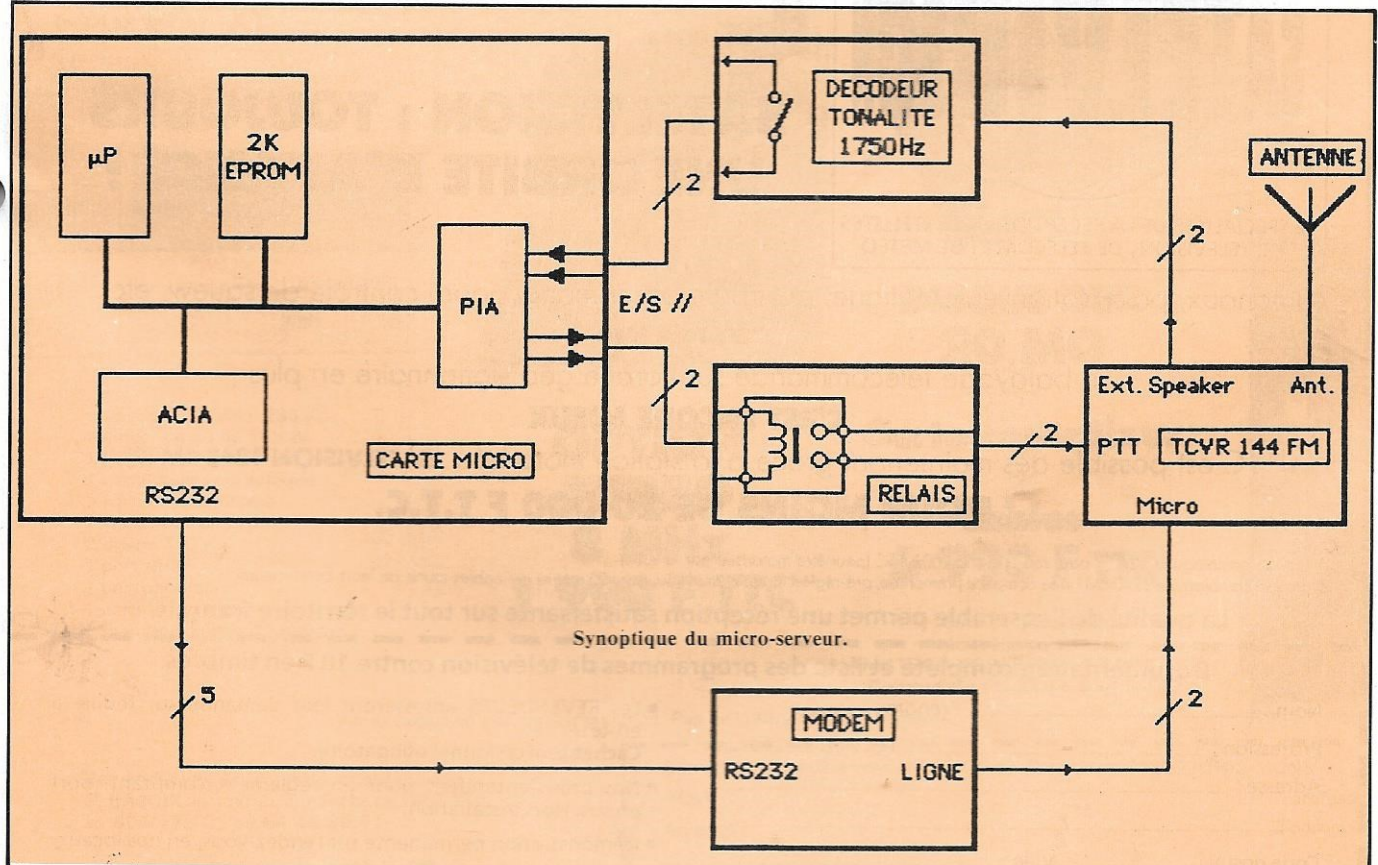 µP
2K
EPROM
PIA
ACIA
RS232
CARTE MICRO
E/S //
2
2
DECODEUR
TONALITE
1750Hz
2
ANTENNE
RELAIS
2
Ext. Speaker
Ant.
PTT
TCVR 144 FM
Micro
Synoptique du micro-serveur.
5
MODEM
RS232
LIGNE
2